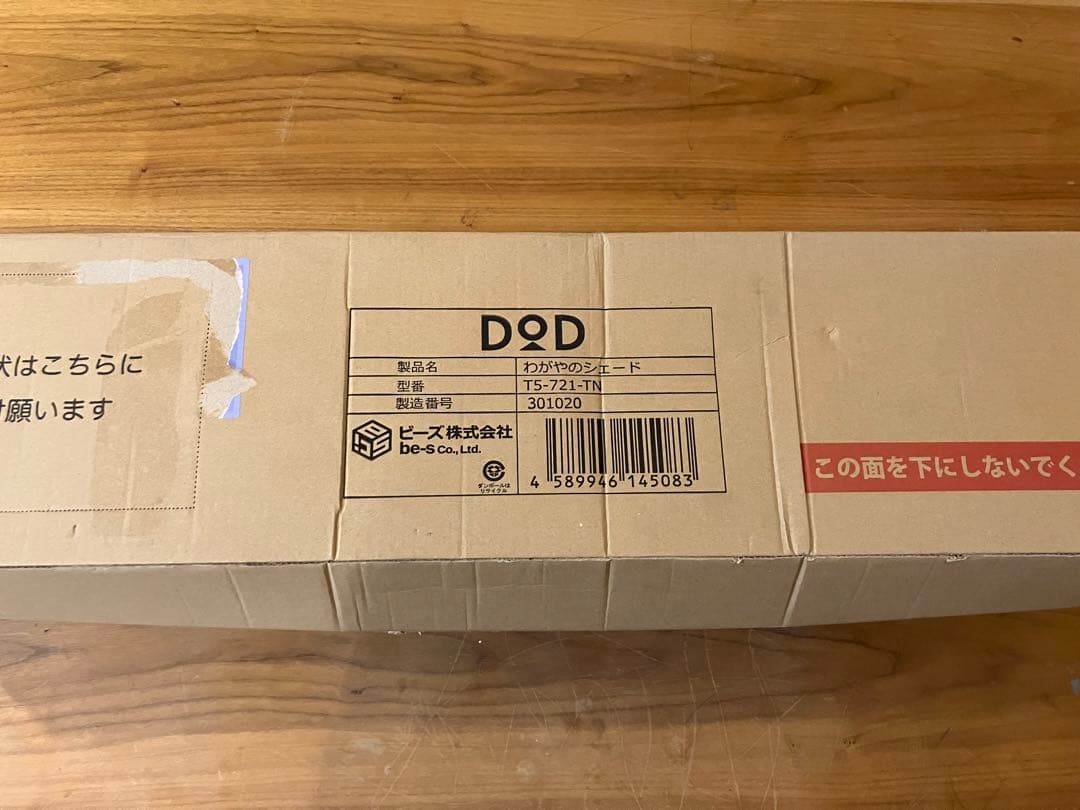 状はこちらに
願います
DOD
製品名 わがやのシェード
型番 T5-721-TN
製造番号 301020
ビーズ株式会社
be-s Co., Ltd.
ダンボールは
リサイクル
4 589946 145083
この面を下にしないでく